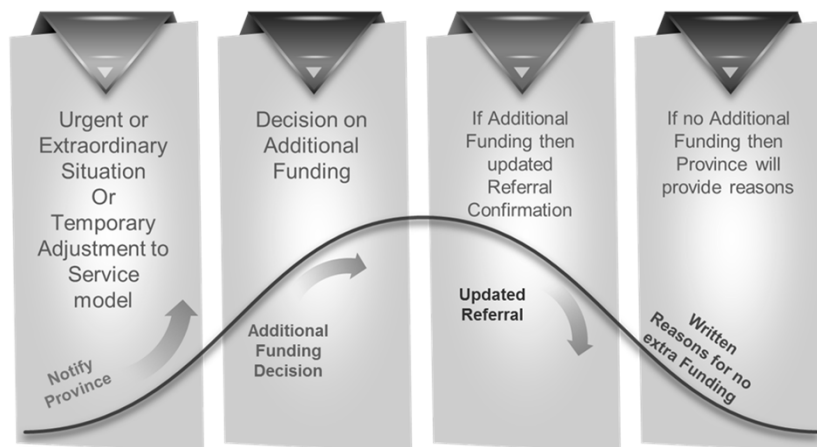 Urgent or
Extraordinary
Situation
Or
Temporary
Adjustment to
Service
model
Notify
Province
Decision on
Additional
Funding
Additional
Funding
Decision
If Additional
Funding then
updated
Referral
Confirmation
Updated
Referral
If no Additional
Funding then
Province will
provide reasons
Written
Reasons for no
extra Funding